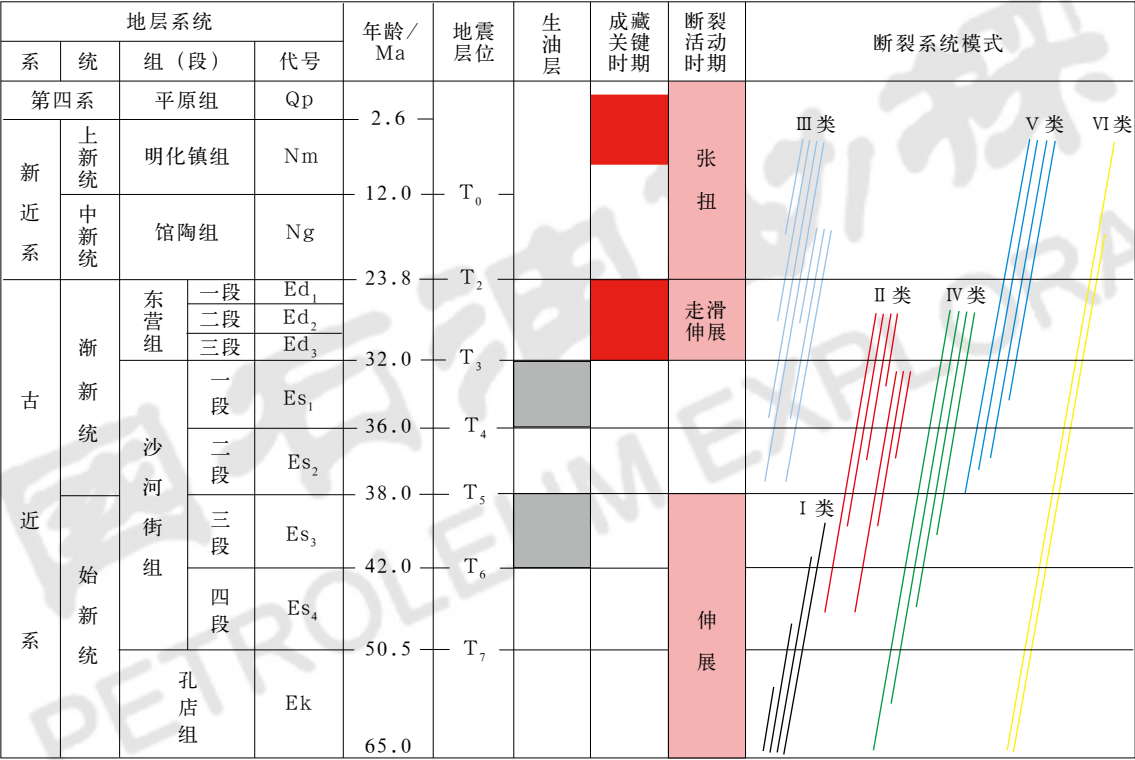 地层系统
系
统
组（段）
代号
年龄/
Ma
地震
层位
生油层
成藏
关键
时期
断裂
活动
时期
断裂系统模式
第四系
平原组
Qp
2.6
新近系
上新统
明化镇组
Nm
12.0
T₀
中新统
馆陶组
Ng
23.8
T₂
张扭
古近系
渐新统
东营组
一段
Ed₁
二段
Ed₂
三段
Ed₃
32.0
T₃
走滑
伸展
沙河街组
一段
Es₁
36.0
T₄
二段
Es₂
38.0
T₅
始新统
三段
Es₃
42.0
T₆
四段
Es₄
50.5
T₇
孔店组
Ek
65.0
伸展
Ⅲ类
Ⅴ类
Ⅵ类
Ⅱ类
Ⅳ类
Ⅰ类
PETROLEUM EXPLORA